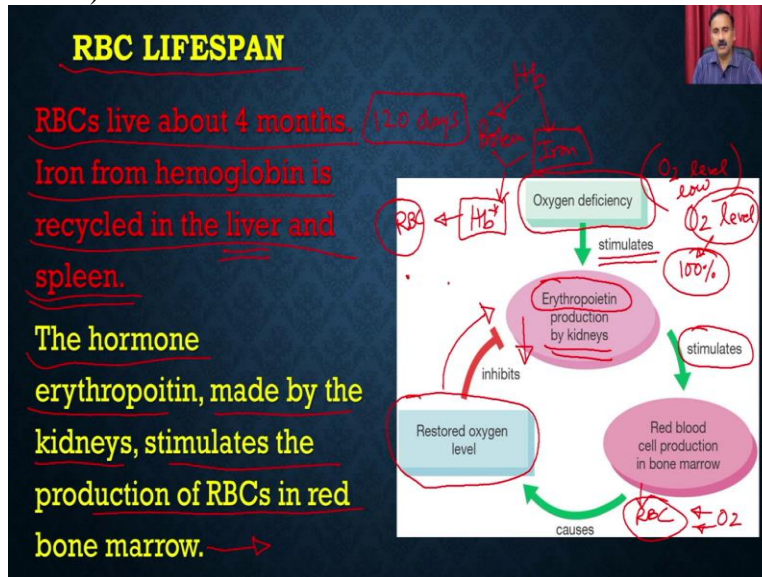 RBC LIFESPAN
RBCs live about 4 months. 120 days
Iron from hemoglobin is
recycled in the liver and
spleen.
The hormone
erythropoitin, made by the
kidneys, stimulates the
production of RBCs in red
bone marrow.
Hb
Iron
O2 level
low
O2 level
100%
RBC
Hb
Oxygen deficiency
stimulates
Erythropoietin
production
by kidneys
stimulates
inhibits
Restored oxygen
level
Red blood
cell production
in bone marrow
causes
RBC
O2